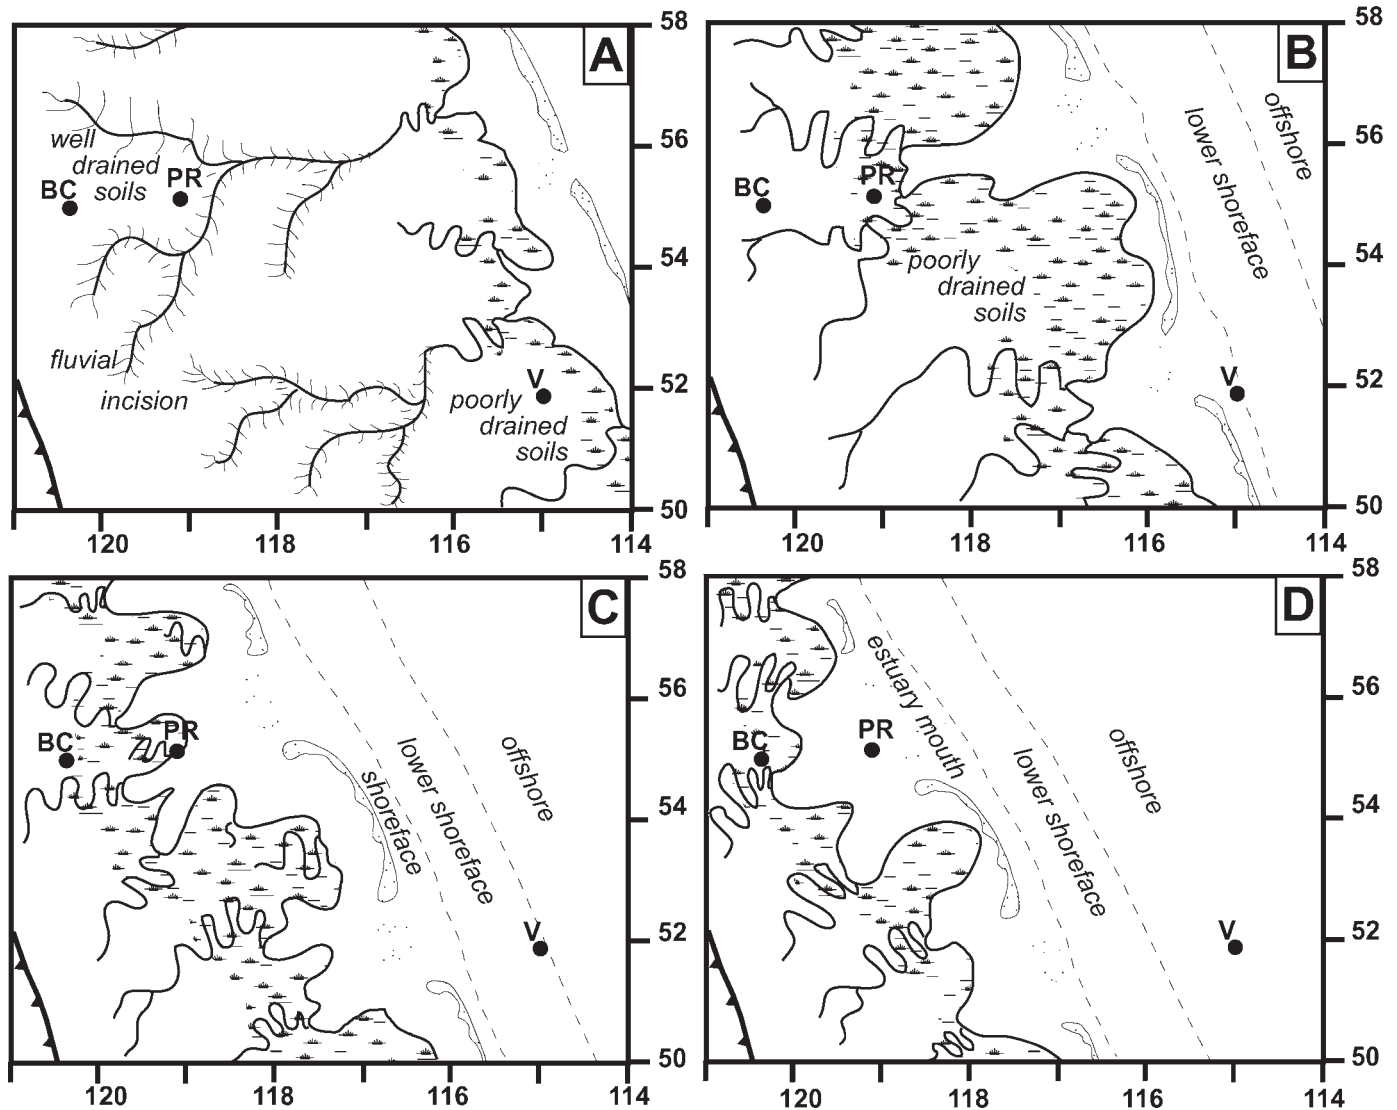 A
well
drained
soils
BC
PR
fluvial
incision
V
poorly
drained
soils
58
56
54
52
50
120
118
116
114
B
offshore
lower shoreface
BC
PR
poorly
drained
soils
V
58
56
54
52
50
120
118
116
114
C
BC
PR
shoreface
lower shoreface
offshore
V
58
56
54
52
50
120
118
116
114
D
estuary mouth
lower shoreface
offshore
BC
PR
V
58
56
54
52
50
120
118
116
114